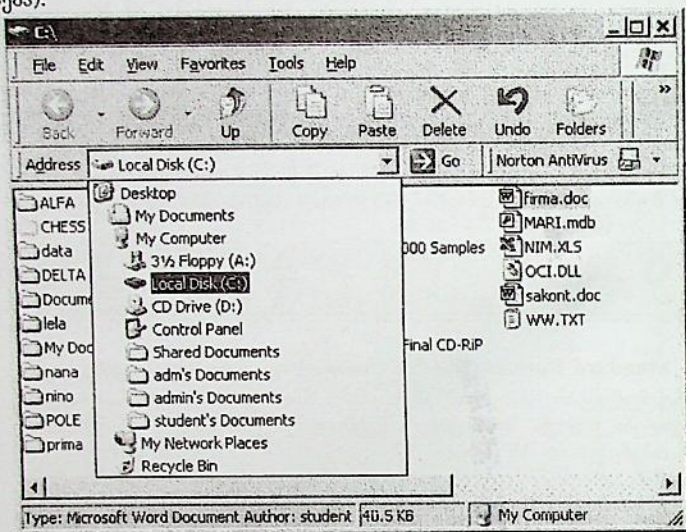 C:\
File Edit View Favorites Tools Help
Back Forward Up Copy Paste Delete Undo Folders »
Address Local Disk (C:) Go Norton AntiVirus
ALFA
CHESS
data
DELTA
Docume
lela
My Doc
nana
nino
POLE
prima
Desktop
My Documents
My Computer
3½ Floppy (A:)
Local Disk (C:)
CD Drive (D:)
Control Panel
Shared Documents
adm's Documents
admin's Documents
student's Documents
My Network Places
Recycle Bin
000 Samples
Final CD-RiP
firma.doc
MARI.mdb
NIM.XLS
OCI.DLL
sakont.doc
WW.TXT
Type: Microsoft Word Document Author: student 40.5 KB My Computer